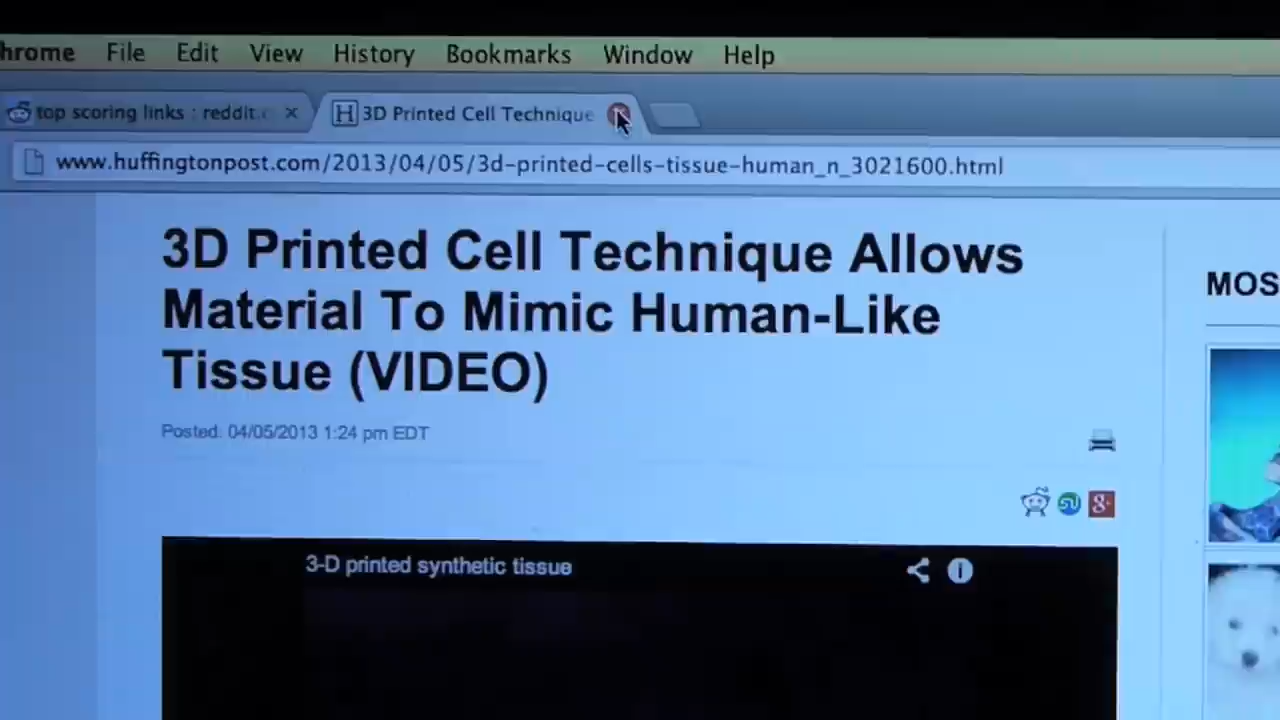 hrome File Edit View History Bookmarks Window Help
top scoring links : reddit.c
3D Printed Cell Technique
www.huffingtonpost.com/2013/04/05/3d-printed-cells-tissue-human_n_3021600.html
3D Printed Cell Technique Allows
Material To Mimic Human-Like
Tissue (VIDEO)
Posted: 04/05/2013 1:24 pm EDT
MOS
3-D printed synthetic tissue